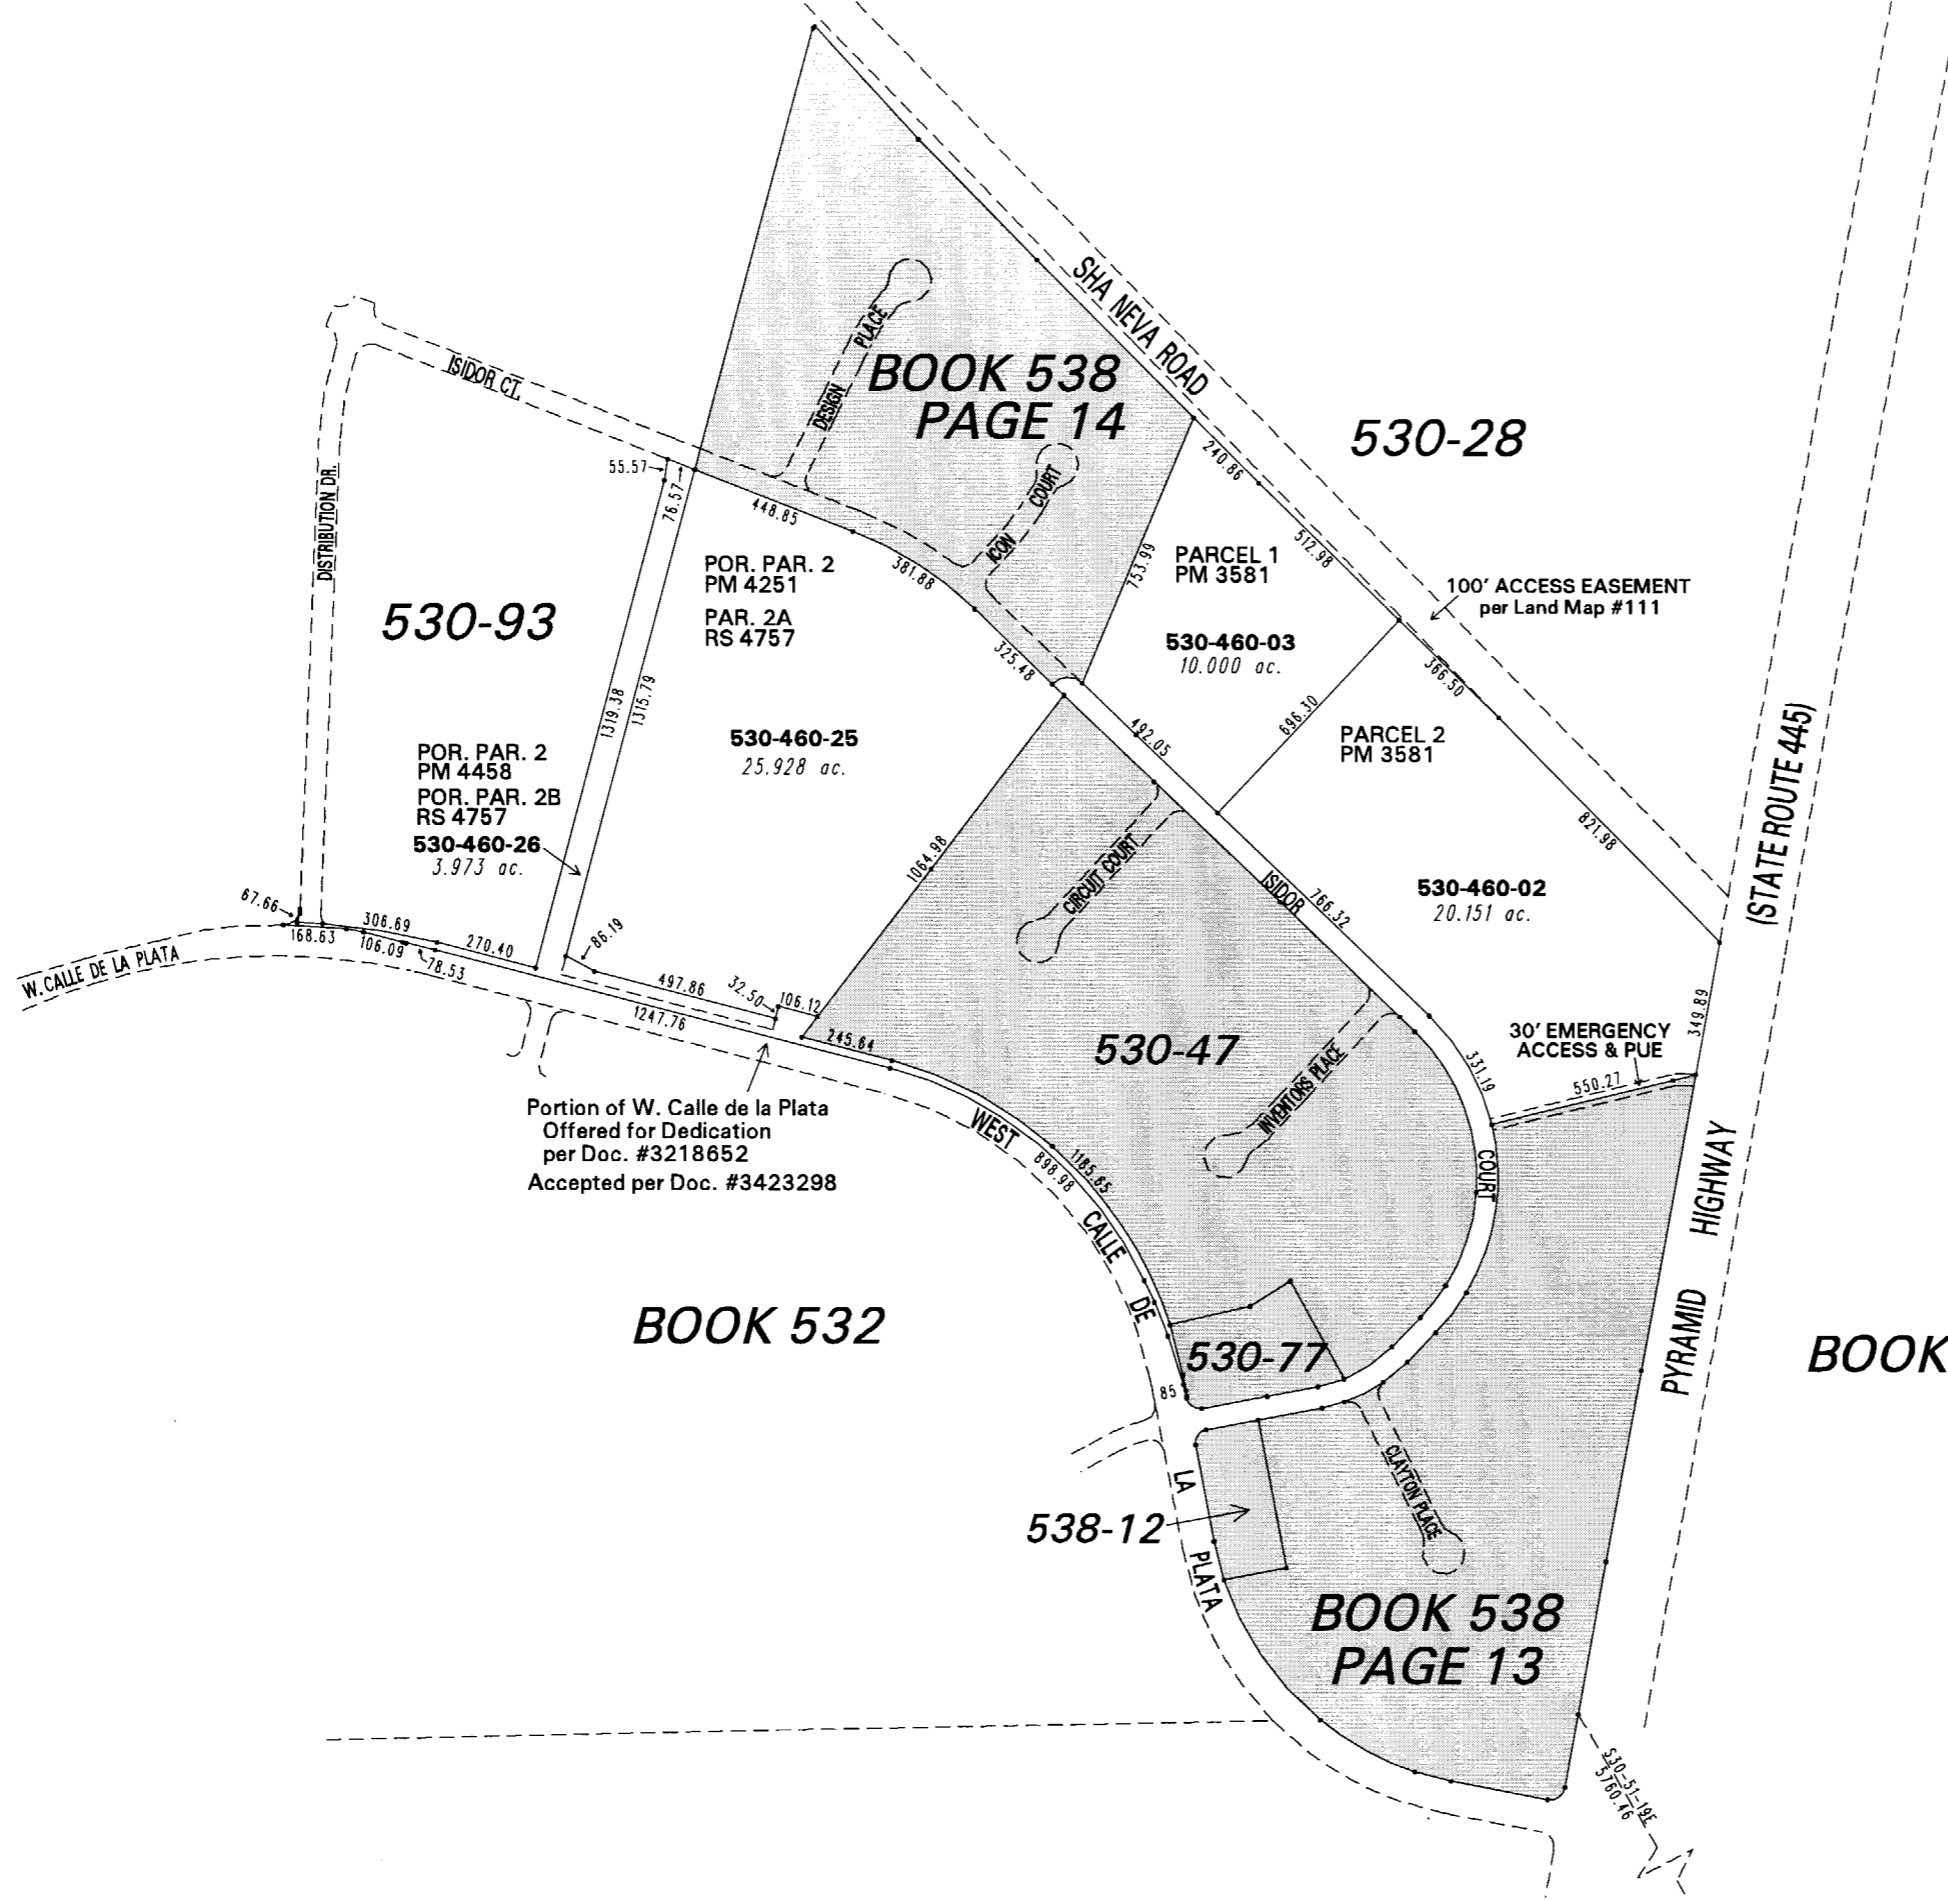 SHA NEVA ROAD
DESIGN PLACE
BOOK 538
PAGE 14
ISIDOR CT.
530-28
ICON COURT
240.86
55.57
76.57
448.85
381.88
753.99
512.98
DISTRIBUTION DR.
POR. PAR. 2
PM 4251
PAR. 2A
RS 4757
PARCEL 1
PM 3581
100' ACCESS EASEMENT
per Land Map #111
530-93
530-460-03
10.000 ac.
325.48
366.50
1319.38
1315.79
696.30
492.05
530-460-25
25.928 ac.
PARCEL 2
PM 3581
(STATE ROUTE 445)
POR. PAR. 2
PM 4458
POR. PAR. 2B
RS 4757
530-460-26
3.973 ac.
1064.98
CIRCUIT COURT
821.98
ISIDOR
766.32
530-460-02
20.151 ac.
67.66
168.63
306.69
106.09
78.53
270.40
86.19
W. CALLE DE LA PLATA
497.86
32.50
106.12
1247.76
245.64
349.89
530-47
INVENTORS PLACE
331.19
30' EMERGENCY
ACCESS & PUE
550.27
Portion of W. Calle de la Plata
Offered for Dedication
per Doc. #3218652
Accepted per Doc. #3423298
WEST
898.98
1185.65
COURT
PYRAMID HIGHWAY
CALLE
DE
BOOK 532
530-77
BOOK
85
CLAYTON PLACE
LA
538-12
PLATA
BOOK 538
PAGE 13
S30-51-19E
5760.46